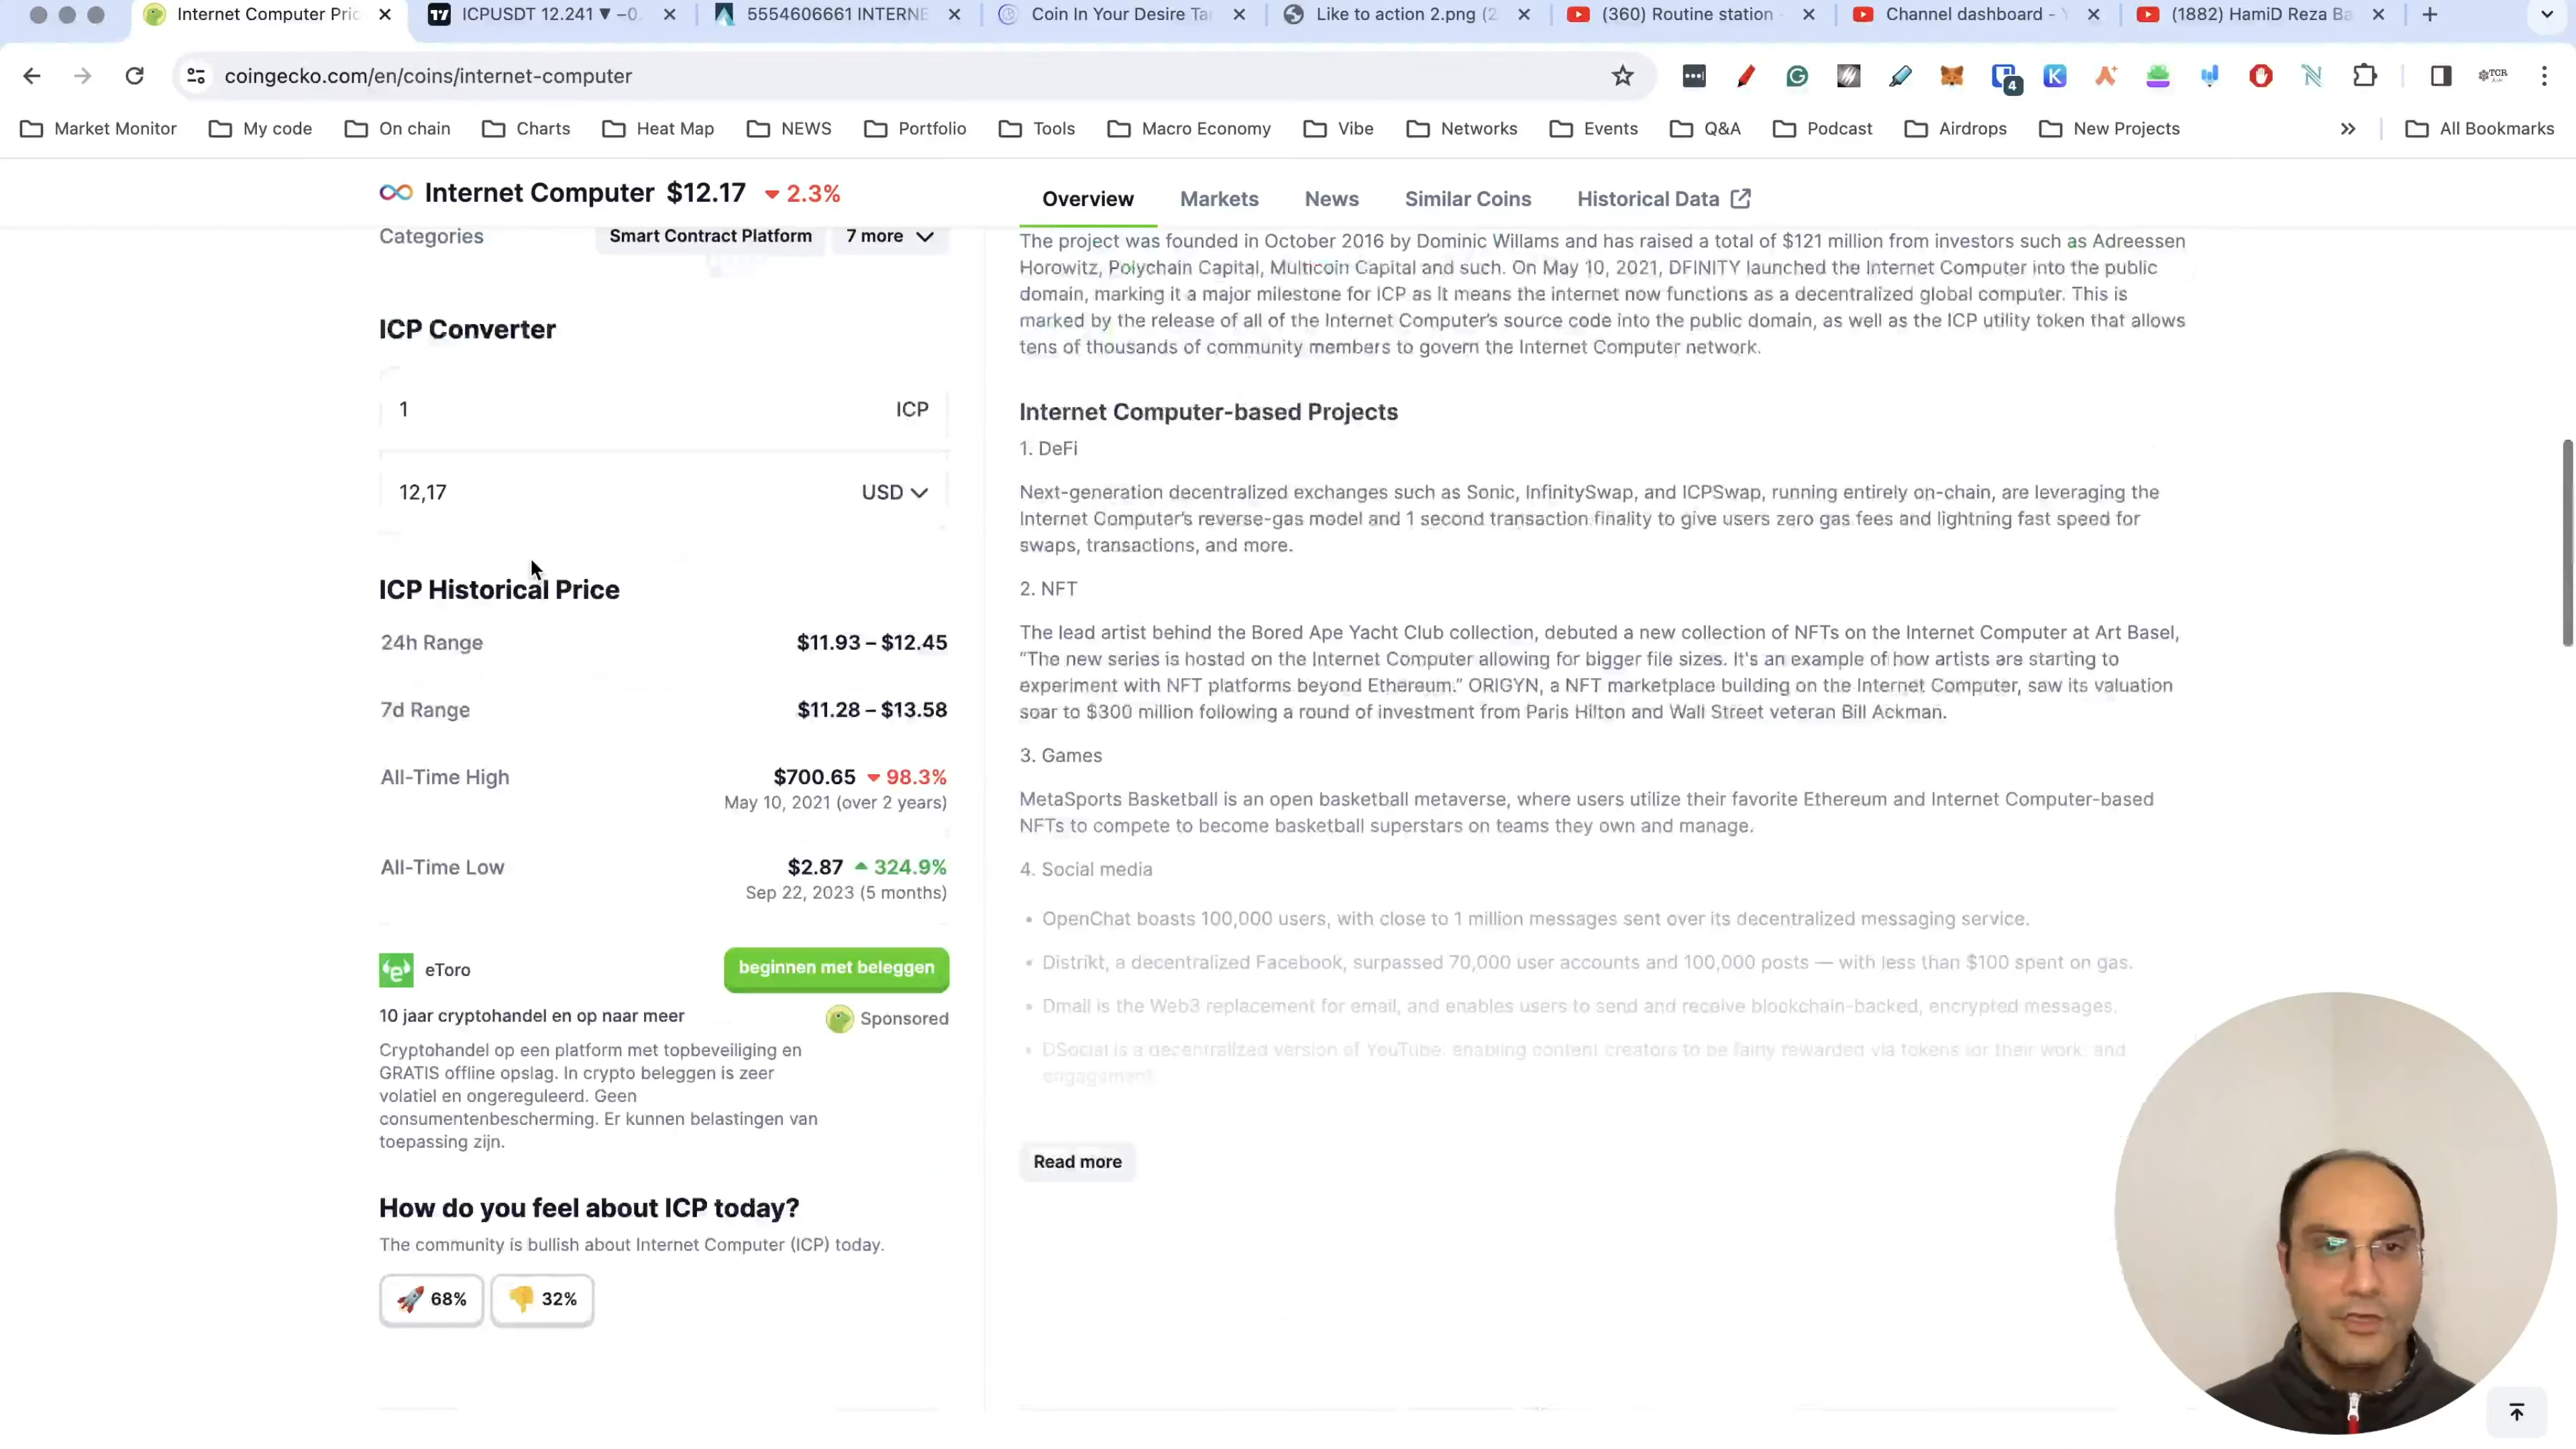 Internet Computer Pric
ICPUSDT 12.241 ▼ −0.
5554606661 INTERNE
Coin In Your Desire Ta
Like to action 2.png (2
(360) Routine station -
Channel dashboard - Y
(1882) HamiD Reza Ba
coingecko.com/en/coins/internet-computer
4
Market Monitor
My code
On chain
Charts
Heat Map
NEWS
Portfolio
Tools
Macro Economy
Vibe
Networks
Events
Q&A
Podcast
Airdrops
New Projects
All Bookmarks
Internet Computer $12.17 ▼ 2.3%
Overview
Markets
News
Similar Coins
Historical Data
Categories
Smart Contract Platform
7 more
ICP Converter
1 ICP
12,17 USD
ICP Historical Price
24h Range $11.93 – $12.45
7d Range $11.28 – $13.58
All-Time High $700.65 ▼ 98.3%
May 10, 2021 (over 2 years)
All-Time Low $2.87 ▲ 324.9%
Sep 22, 2023 (5 months)
eToro
beginnen met beleggen
10 jaar cryptohandel en op naar meer
Sponsored
Cryptohandel op een platform met topbeveiliging en
GRATIS offline opslag. In crypto beleggen is zeer
volatiel en ongereguleerd. Geen
consumentenbescherming. Er kunnen belastingen van
toepassing zijn.
How do you feel about ICP today?
The community is bullish about Internet Computer (ICP) today.
🚀 68%
👎 32%
The project was founded in October 2016 by Dominic Willams and has raised a total of $121 million from investors such as Adreessen
Horowitz, Polychain Capital, Multicoin Capital and such. On May 10, 2021, DFINITY launched the Internet Computer into the public
domain, marking it a major milestone for ICP as it means the internet now functions as a decentralized global computer. This is
marked by the release of all of the Internet Computer's source code into the public domain, as well as the ICP utility token that allows
tens of thousands of community members to govern the Internet Computer network.
Internet Computer-based Projects
1. DeFi
Next-generation decentralized exchanges such as Sonic, InfinitySwap, and ICPSwap, running entirely on-chain, are leveraging the
Internet Computer's reverse-gas model and 1 second transaction finality to give users zero gas fees and lightning fast speed for
swaps, transactions, and more.
2. NFT
The lead artist behind the Bored Ape Yacht Club collection, debuted a new collection of NFTs on the Internet Computer at Art Basel,
"The new series is hosted on the Internet Computer allowing for bigger file sizes. It's an example of how artists are starting to
experiment with NFT platforms beyond Ethereum." ORIGYN, a NFT marketplace building on the Internet Computer, saw its valuation
soar to $300 million following a round of investment from Paris Hilton and Wall Street veteran Bill Ackman.
3. Games
MetaSports Basketball is an open basketball metaverse, where users utilize their favorite Ethereum and Internet Computer-based
NFTs to compete to become basketball superstars on teams they own and manage.
4. Social media
• OpenChat boasts 100,000 users, with close to 1 million messages sent over its decentralized messaging service.
• Distrikt, a decentralized Facebook, surpassed 70,000 user accounts and 100,000 posts — with less than $100 spent on gas.
• Dmail is the Web3 replacement for email, and enables users to send and receive blockchain-backed, encrypted messages.
• DSocial is a decentralized version of YouTube; enabling content creators to be fairly rewarded via tokens for their work, and
engagement.
Read more